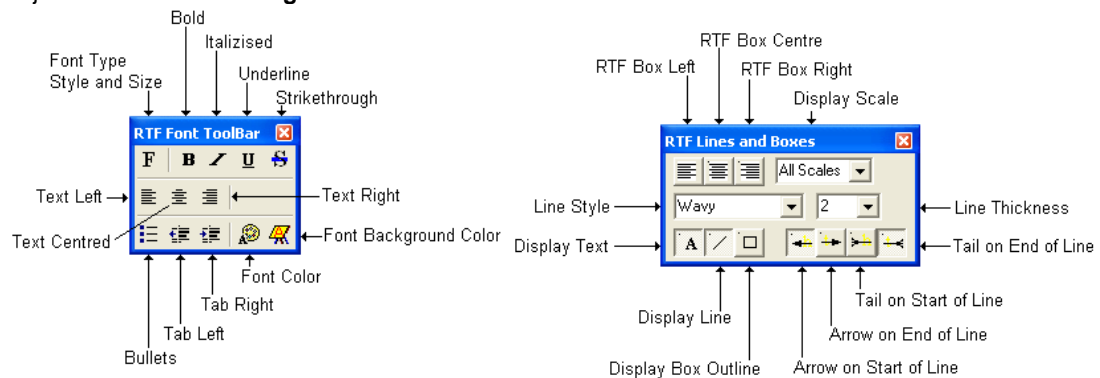 Bold
Italizised
Font Type
Style and Size
Underline
Strikethrough
RTF Font ToolBar
F B I U S
Text Left
Text Right
Text Centred
A
Font Background Color
Font Color
Tab Right
Tab Left
Bullets
RTF Box Centre
RTF Box Left
RTF Box Right
Display Scale
RTF Lines and Boxes
All Scales
Line Style
Wavy
2
Line Thickness
Display Text
A
Tail on End of Line
Tail on Start of Line
Display Line
Arrow on End of Line
Display Box Outline
Arrow on Start of Line